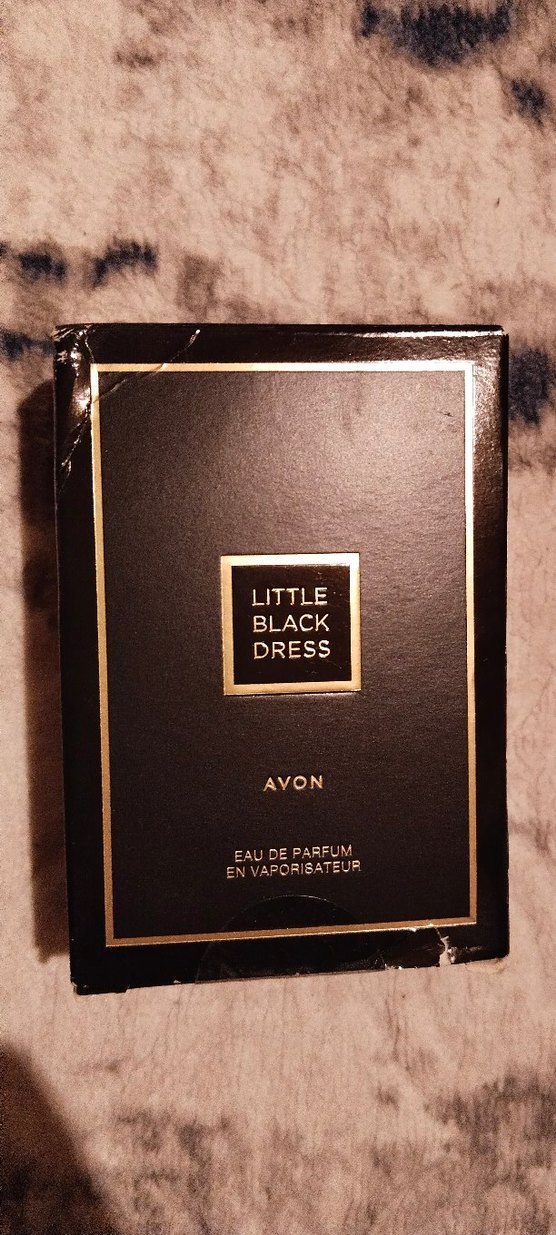 LITTLE
BLACK
DRESS
AVON
EAU DE PARFUM
EN VAPORISATEUR